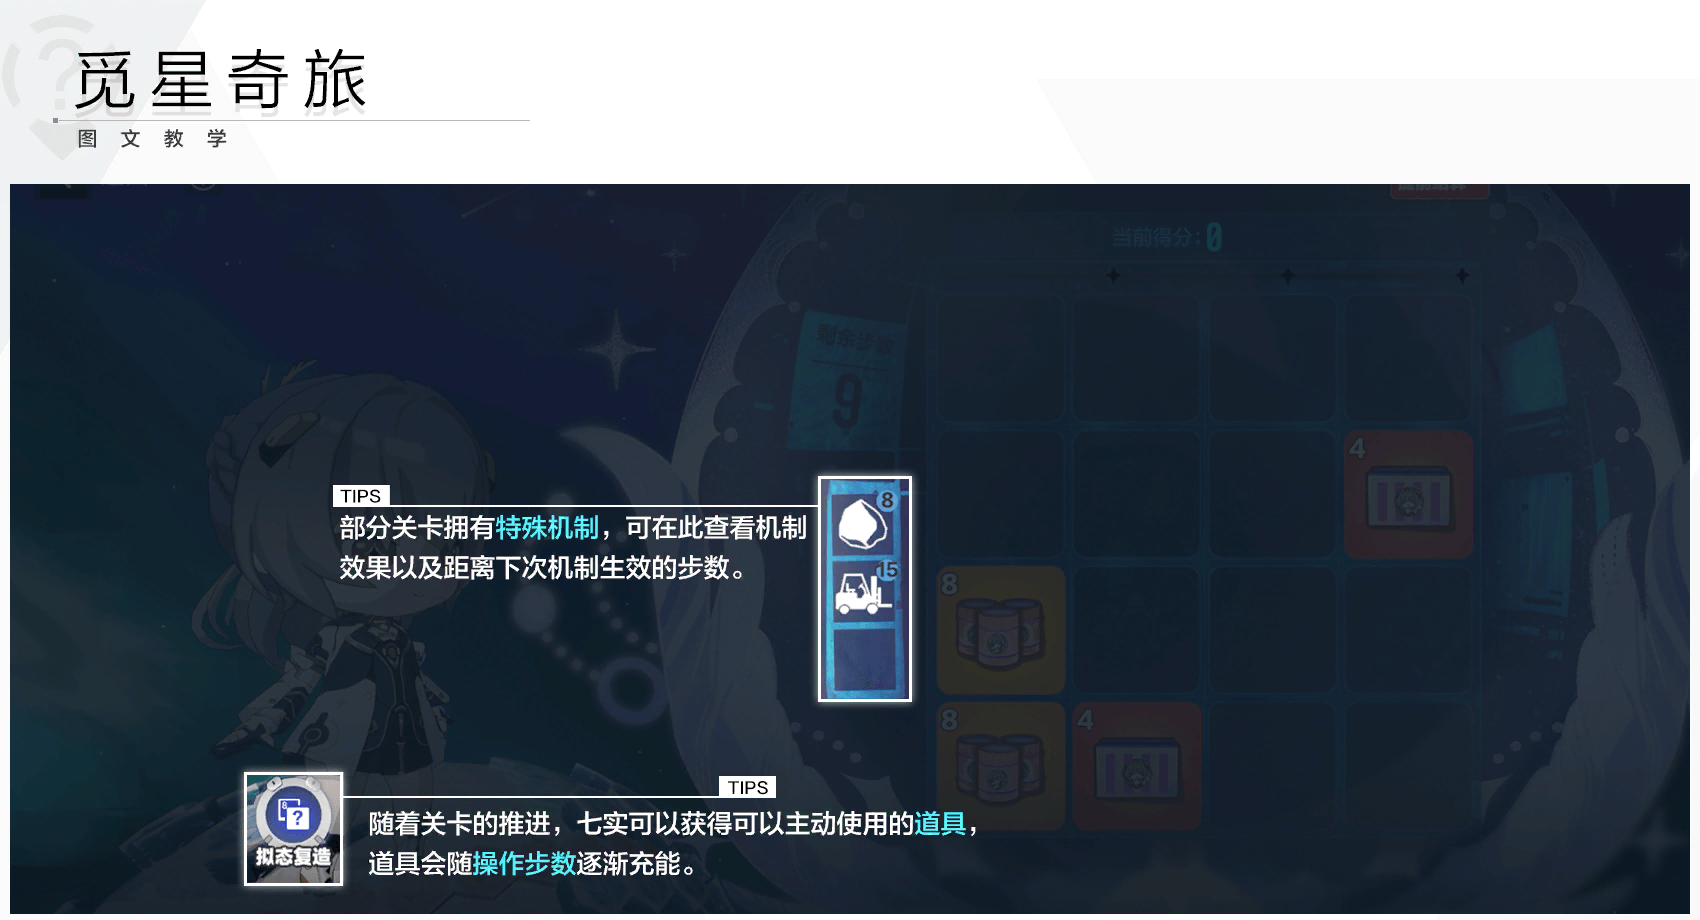 觅星奇旅
图文教学
当前得分:0
剩余步数
9
4
TIPS
部分关卡拥有特殊机制，可在此查看机制
效果以及距离下次机制生效的步数。
8
15
8
8
4
TIPS
随着关卡的推进，七实可以获得可以主动使用的道具，
道具会随操作步数逐渐充能。
8
?
拟态复造